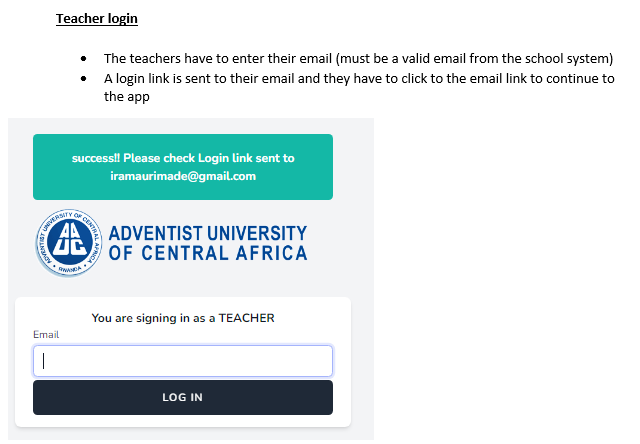 Teacher login
• The teachers have to enter their email (must be a valid email from the school system)
• A login link is sent to their email and they have to click to the email link to continue to
the app
success!! Please check Login link sent to
iramaurimade@gmail.com
ADVENTIST UNIVERSITY OF CENTRAL AFRICA
RWANDA
ADVENTIST UNIVERSITY
OF CENTRAL AFRICA
You are signing in as a TEACHER
Email
LOG IN